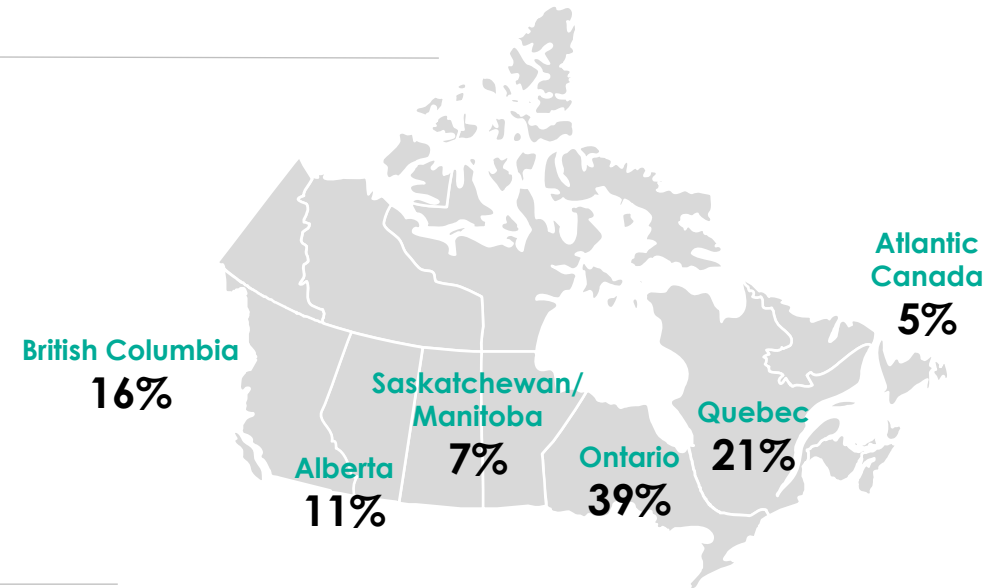 Atlantic
Canada
5%
British Columbia
16%
Saskatchewan/
Manitoba
7%
Quebec
21%
Alberta
11%
Ontario
39%